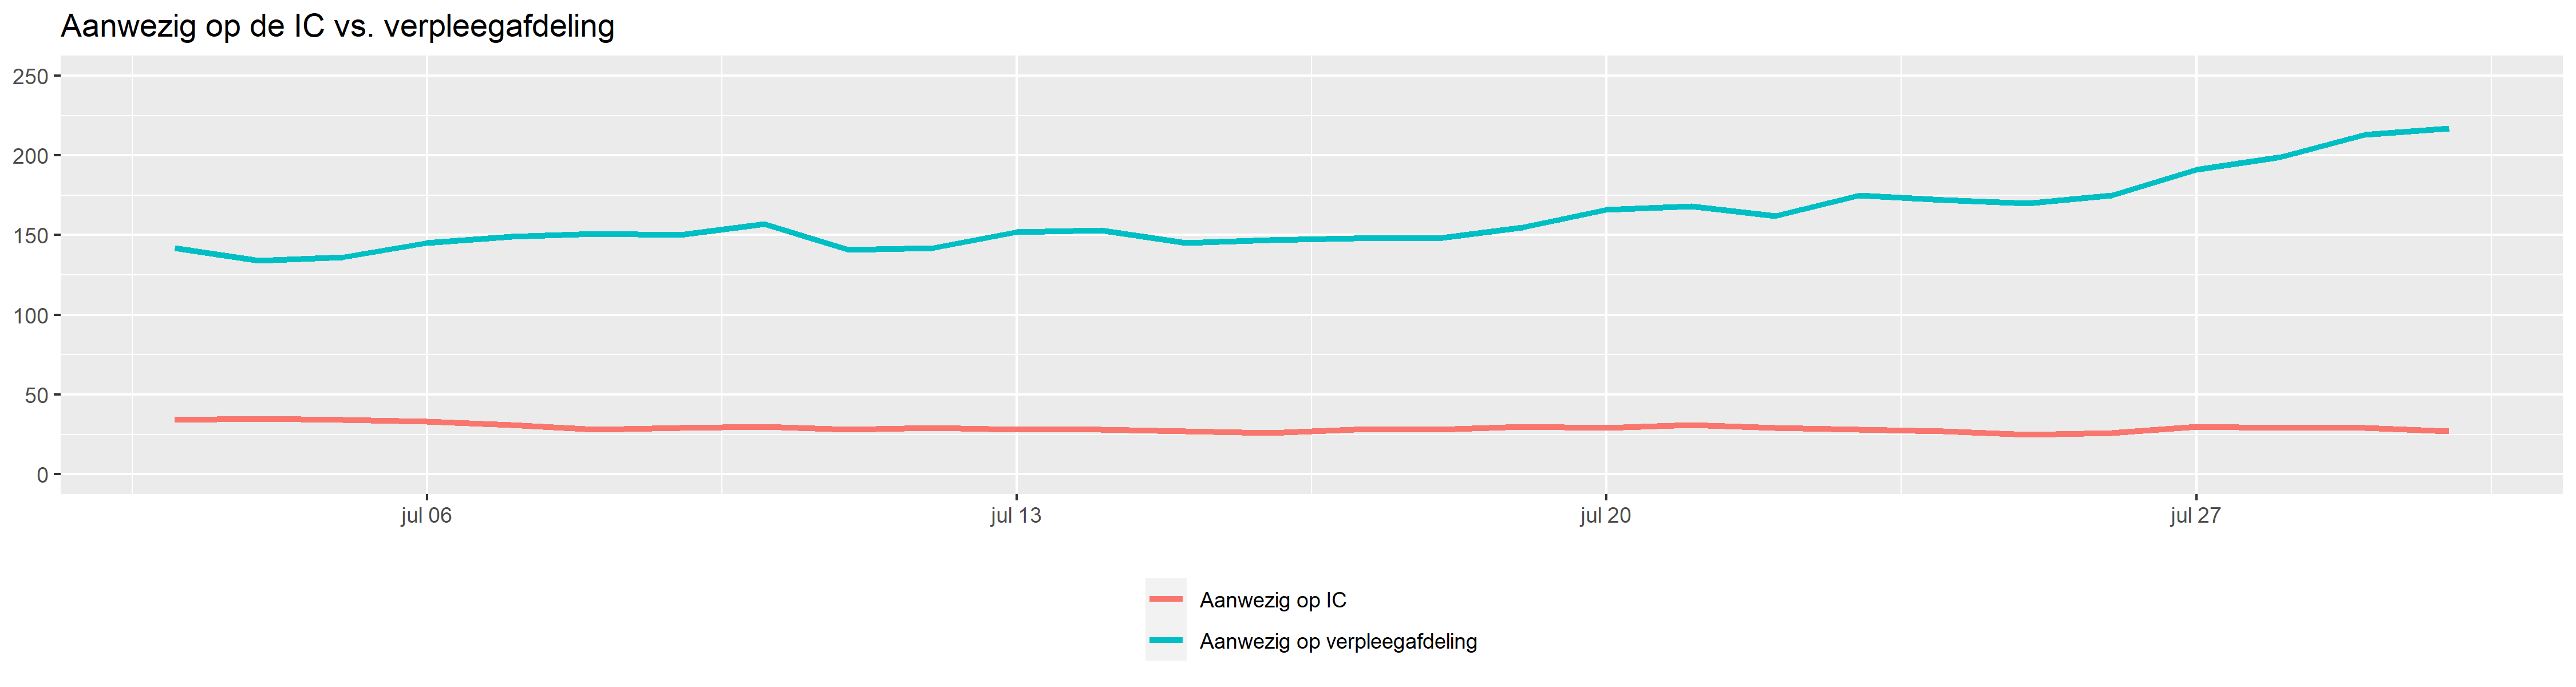 Aanwezig op de IC vs. verpleegafdeling
250
200
150
100
50
0
jul 06 jul 13 jul 20 jul 27
Aanwezig op IC
Aanwezig op verpleegafdeling